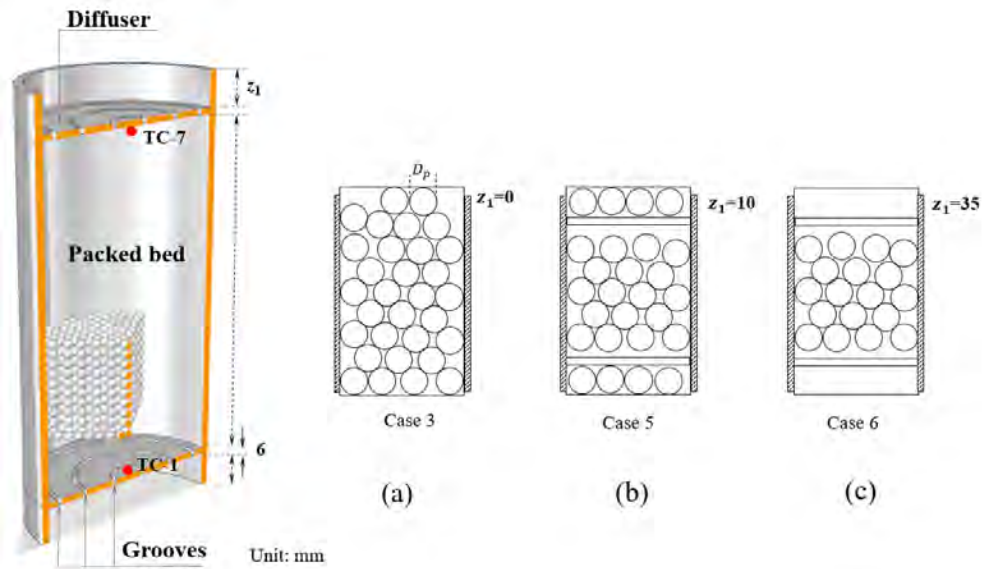 Diffuser
z₁
TC-7
Packed bed
6
TC-1
Grooves
Unit: mm
Dₚ
z₁=0
z₁=10
z₁=35
Case 3
Case 5
Case 6
(a)
(b)
(c)